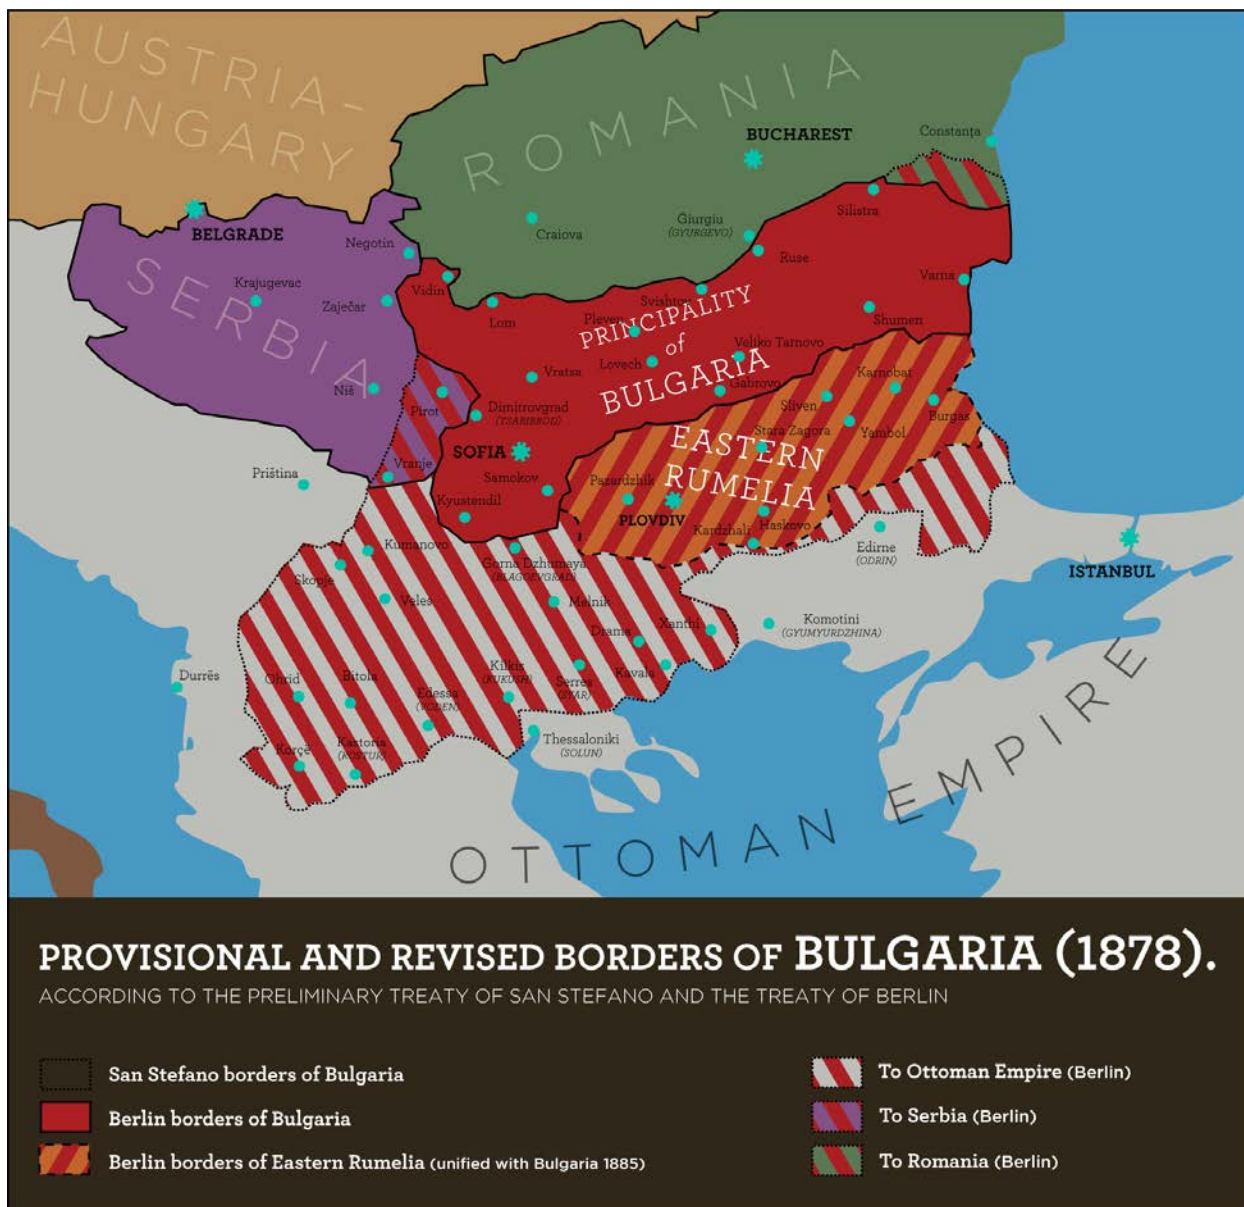 AUSTRIA-
HUNGARY
ROMANIA
BUCHAREST
Constanţa
BELGRADE
SERBIA
Negotin
Krajugevac
Zaječar
Niš
Craiova
Giurgiu
(GYURGEVO)
Silistra
Ruse
Vidin
Lom
Svishtov
Varna
Pleven
Shumen
PRINCIPALITY
of
BULGARIA
Veliko Tarnovo
Lovech
Vratsa
Gabrovo
Karnobat
Pirot
Dimitrovgrad
(TSARIBROD)
Sliven
Burgas
Stara Zagora
Yambol
EASTERN
RUMELIA
SOFIA
Vranje
Samokov
Priština
Pazardzhik
PLOVDIV
Kyustendil
Kardzhali
Haskovo
Edirne
(ODRIN)
ISTANBUL
Kumanovo
Skopje
Gorna Dzhumaya
(BLAGOEVGRAD)
Veles
Melnik
Drama
Xanthi
Komotini
(GYUMYURDZHINA)
Durrës
Ohrid
Bitola
Edessa
(VODEN)
Kilkis
(KUKUSH)
Serres
(SYAR)
Kavala
Korçë
Kastoria
(KOSTUR)
Thessaloniki
(SOLUN)
OTTOMAN EMPIRE
PROVISIONAL AND REVISED BORDERS OF BULGARIA (1878).
ACCORDING TO THE PRELIMINARY TREATY OF SAN STEFANO AND THE TREATY OF BERLIN
San Stefano borders of Bulgaria
Berlin borders of Bulgaria
Berlin borders of Eastern Rumelia (unified with Bulgaria 1885)
To Ottoman Empire (Berlin)
To Serbia (Berlin)
To Romania (Berlin)